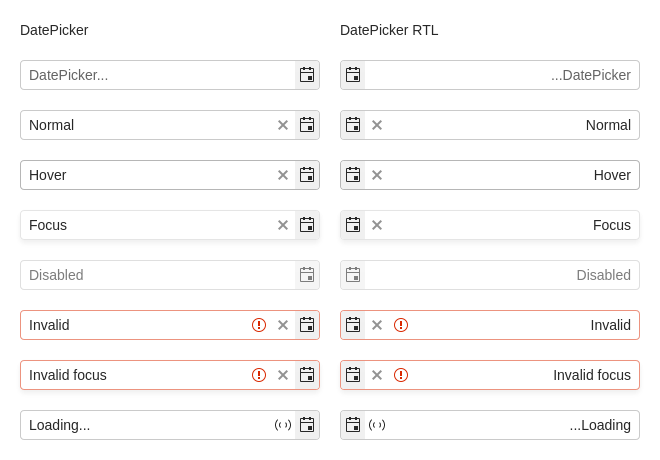 DatePicker
DatePicker RTL
DatePicker...
...DatePicker
Normal
Normal
Hover
Hover
Focus
Focus
Disabled
Disabled
Invalid
Invalid
Invalid focus
Invalid focus
Loading...
...Loading